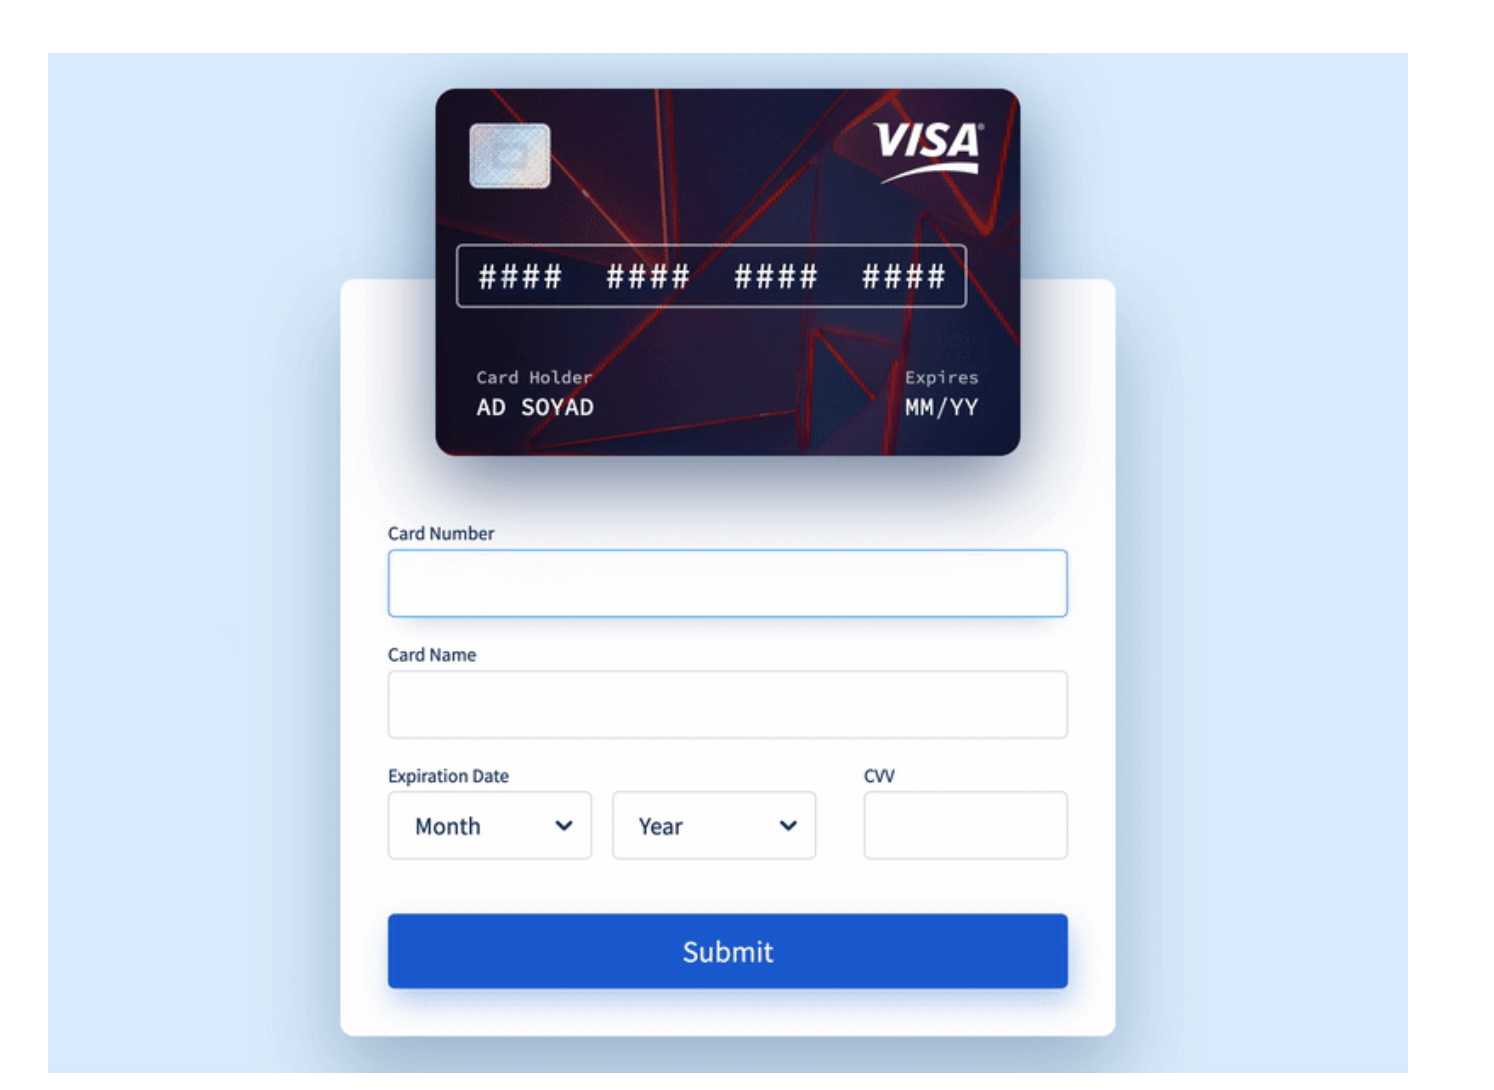 VISA®
#### #### #### ####
Card Holder
AD SOYAD
Expires
MM/YY
Card Number
Card Name
Expiration Date
CVV
Month
Year
Submit